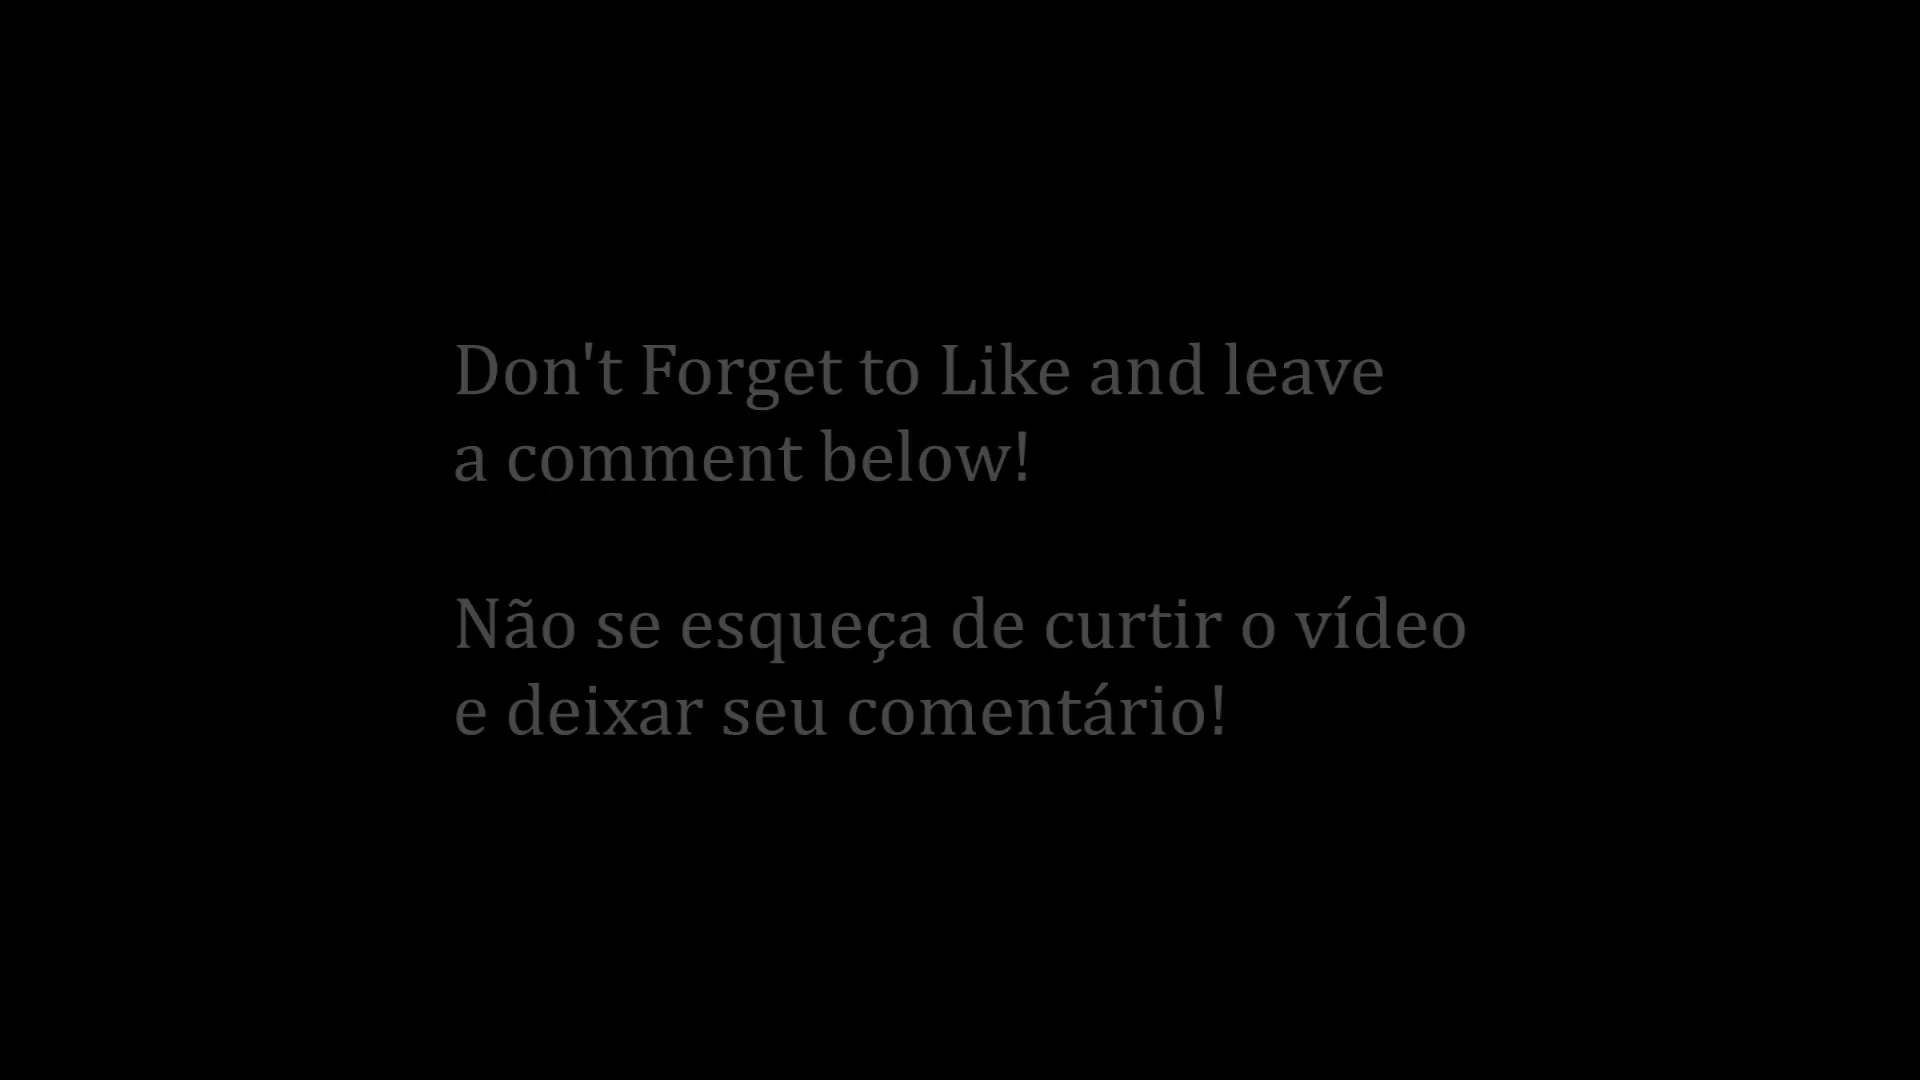 Don't Forget to Like and leave
a comment below!
Não se esqueça de curtir o vídeo
e deixar seu comentário!